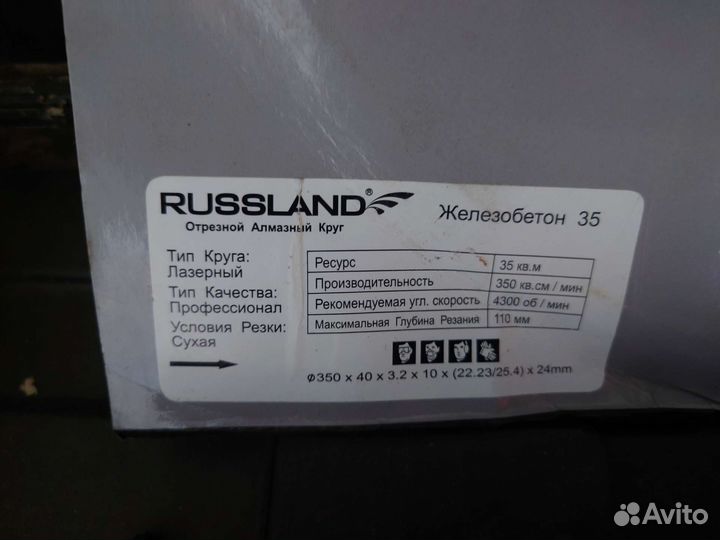 RUSSLAND®
Отрезной Алмазный Круг
Железобетон 35
Тип Круга:
Лазерный
Тип Качества:
Профессионал
Условия Резки:
Сухая
Ресурс 35 кв.м
Производительность 350 кв.см / мин
Рекомендуемая угл. скорость 4300 об / мин
Максимальная Глубина Резания 110 мм
ф350 x 40 x 3.2 x 10 x (22.23/25.4) x 24mm
Avito